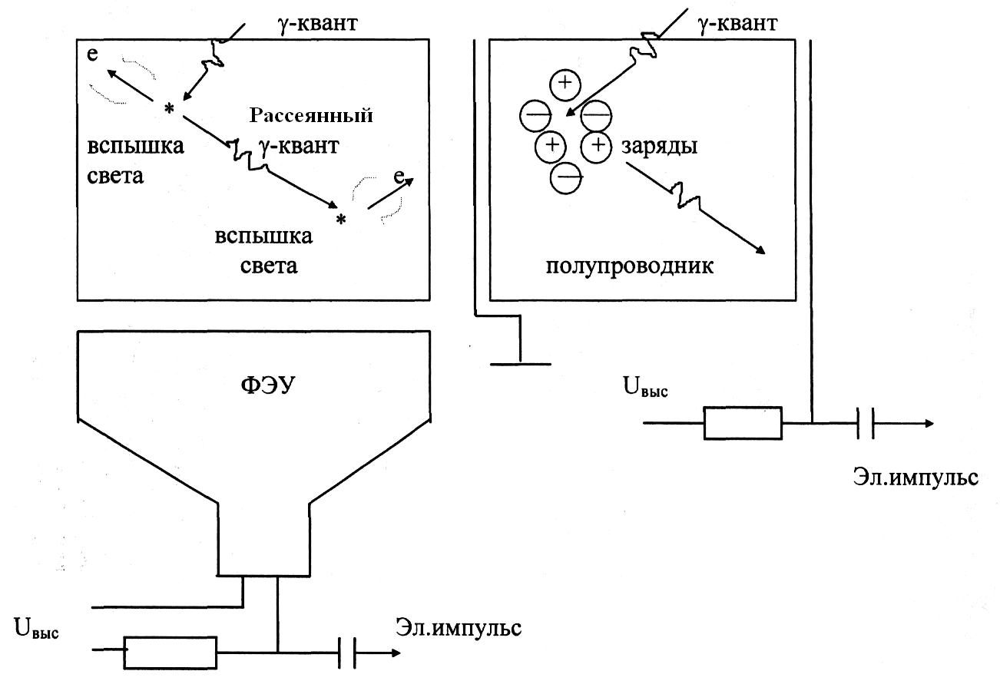 γ-квант
e
Рассеянный
γ-квант
вспышка
света
e
вспышка
света
ФЭУ
Uвыс
Эл.импульс
γ-квант
+
−
−
+
+
−
заряды
полупроводник
Uвыс
Эл.импульс